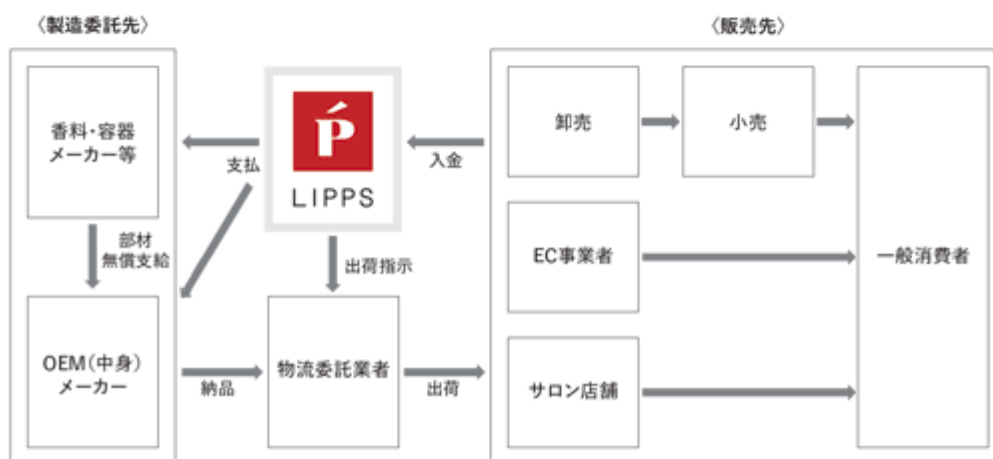 〈製造委託先〉
〈販売先〉
香料・容器
メーカー等
支払
Ṕ
LIPPS
入金
卸売
小売
部材
無償支給
出荷指示
EC事業者
一般消費者
OEM(中身)
メーカー
納品
物流委託業者
出荷
サロン店舗